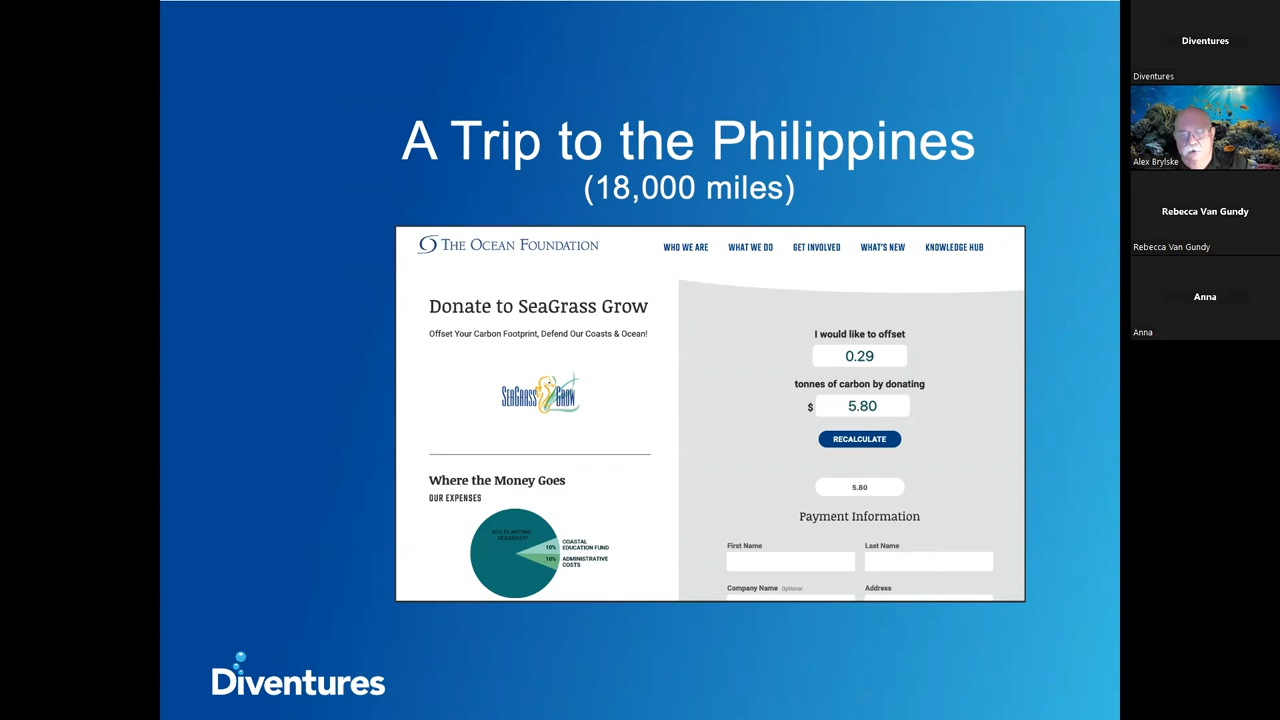 A Trip to the Philippines
(18,000 miles)
THE OCEAN FOUNDATION
WHO WE ARE
WHAT WE DO
GET INVOLVED
WHAT'S NEW
KNOWLEDGE HUB
Donate to SeaGrass Grow
Offset Your Carbon Footprint, Defend Our Coasts & Ocean!
SEAGRASS GROW
Where the Money Goes
OUR EXPENSES
80% PLANTING
SEAGRASS*
10%
COASTAL
EDUCATION FUND
10%
ADMINISTRATIVE
COSTS
I would like to offset
0.29
tonnes of carbon by donating
$ 5.80
RECALCULATE
5.80
Payment Information
First Name
Last Name
Company Name Optional
Address
Diventures
Diventures
Diventures
Alex Brylske
Rebecca Van Gundy
Rebecca Van Gundy
Anna
Anna